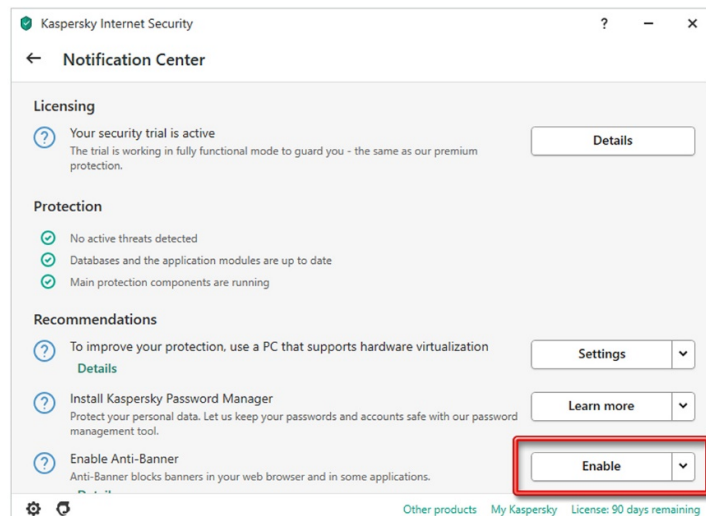 Kaspersky Internet Security
?
Notification Center
Licensing
Your security trial is active
The trial is working in fully functional mode to guard you - the same as our premium
protection.
Details
Protection
No active threats detected
Databases and the application modules are up to date
Main protection components are running
Recommendations
To improve your protection, use a PC that supports hardware virtualization
Details
Settings
Install Kaspersky Password Manager
Protect your personal data. Let us keep your passwords and accounts safe with our password
management tool.
Learn more
Enable Anti-Banner
Anti-Banner blocks banners in your web browser and in some applications.
Enable
Other products My Kaspersky License: 90 days remaining